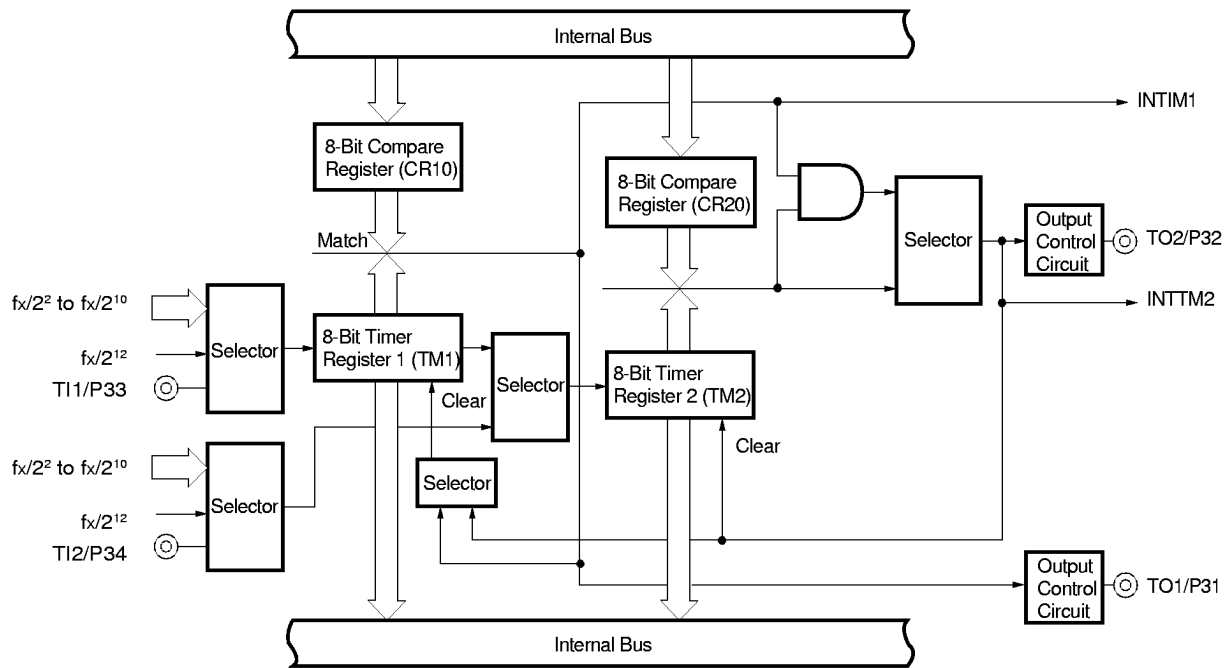 Internal Bus
INTIM1
8-Bit Compare
Register (CR10)
8-Bit Compare
Register (CR20)
Selector
Output
Control
Circuit
TO2/P32
Match
INTTM2
fx/2² to fx/2¹⁰
fx/2¹²
TI1/P33
Selector
8-Bit Timer
Register 1 (TM1)
Selector
8-Bit Timer
Register 2 (TM2)
Clear
Clear
fx/2² to fx/2¹⁰
fx/2¹²
TI2/P34
Selector
Selector
Output
Control
Circuit
TO1/P31
Internal Bus